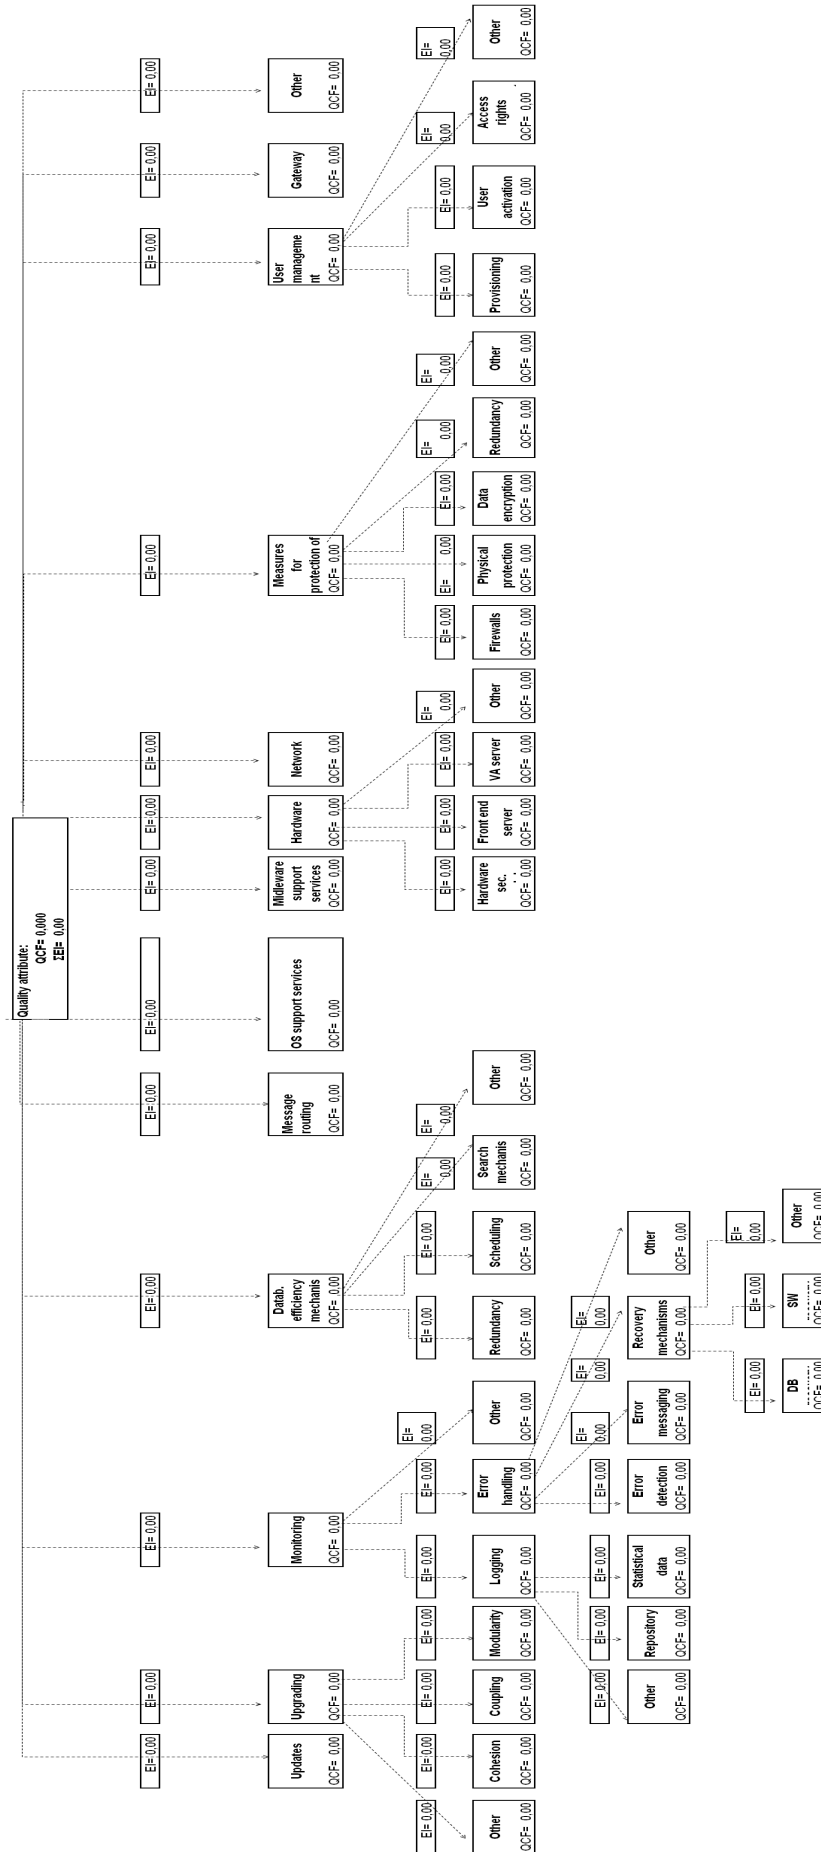 Quality attribute:
QCF= 0,000
ΣEI= 0,00
EI= 0,00
EI= 0,00
EI= 0,00
EI= 0,00
EI= 0,00
EI= 0,00
EI= 0,00
EI= 0,00
EI= 0,00
EI= 0,00
EI= 0,00
EI= 0,00
EI= 0,00
Updates
QCF= 0,00
Upgrading
QCF= 0,00
Monitoring
QCF= 0,00
Datab.
efficiency
mechanis
QCF= 0,00
Message
routing
QCF= 0,00
OS support services
QCF= 0,00
Midleware
support
services
QCF= 0,00
Hardware
QCF= 0,00
Network
QCF= 0,00
Measures
for
protection of
QCF= 0,00
User
manageme
nt
QCF= 0,00
Gateway
QCF= 0,00
Other
QCF= 0,00
EI= 0,00
EI= 0,00
EI= 0,00
EI= 0,00
EI= 0,00
EI= 0,00
EI=
0,00
EI= 0,00
EI= 0,00
EI=
0,00
EI=
0,00
EI= 0,00
EI= 0,00
EI= 0,00
EI=
0,00
EI= 0,00
EI= 0,00
EI= 0,00
EI=
0,00
EI=
0,00
EI= 0,00
EI= 0,00
EI=
0,00
EI=
0,00
Other
QCF= 0,00
Cohesion
QCF= 0,00
Coupling
QCF= 0,00
Modularity
QCF= 0,00
Logging
QCF= 0,00
Error
handling
QCF= 0,00
Other
QCF= 0,00
Redundancy
QCF= 0,00
Scheduling
QCF= 0,00
Search
mechanis
QCF= 0,00
Other
QCF= 0,00
Hardware
sec.
QCF= 0,00
Front end
server
QCF= 0,00
VA server
QCF= 0,00
Other
QCF= 0,00
Firewalls
QCF= 0,00
Physical
protection
QCF= 0,00
Data
encryption
QCF= 0,00
Redundancy
QCF= 0,00
Other
QCF= 0,00
Provisioning
QCF= 0,00
User
activation
QCF= 0,00
Access
rights
QCF= 0,00
Other
QCF= 0,00
EI= 0,00
EI= 0,00
EI= 0,00
EI= 0,00
EI=
0,00
EI=
0,00
EI=
0,00
Other
QCF= 0,00
Repository
QCF= 0,00
Statistical
data
QCF= 0,00
Error
detection
QCF= 0,00
Error
messaging
QCF= 0,00
Recovery
mechanisms
QCF= 0,00
Other
QCF= 0,00
EI= 0,00
EI= 0,00
EI=
0,00
DB
QCF= 0,00
SW
QCF= 0,00
Other
QCF= 0,00